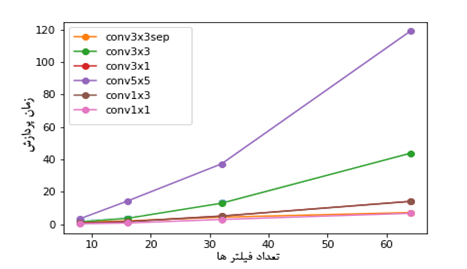 120
100
80
60
40
20
0
زمان پردازش
conv3x3sep
conv3x3
conv3x1
conv5x5
conv1x3
conv1x1
10 20 30 40 50 60
تعداد فیلتر ها